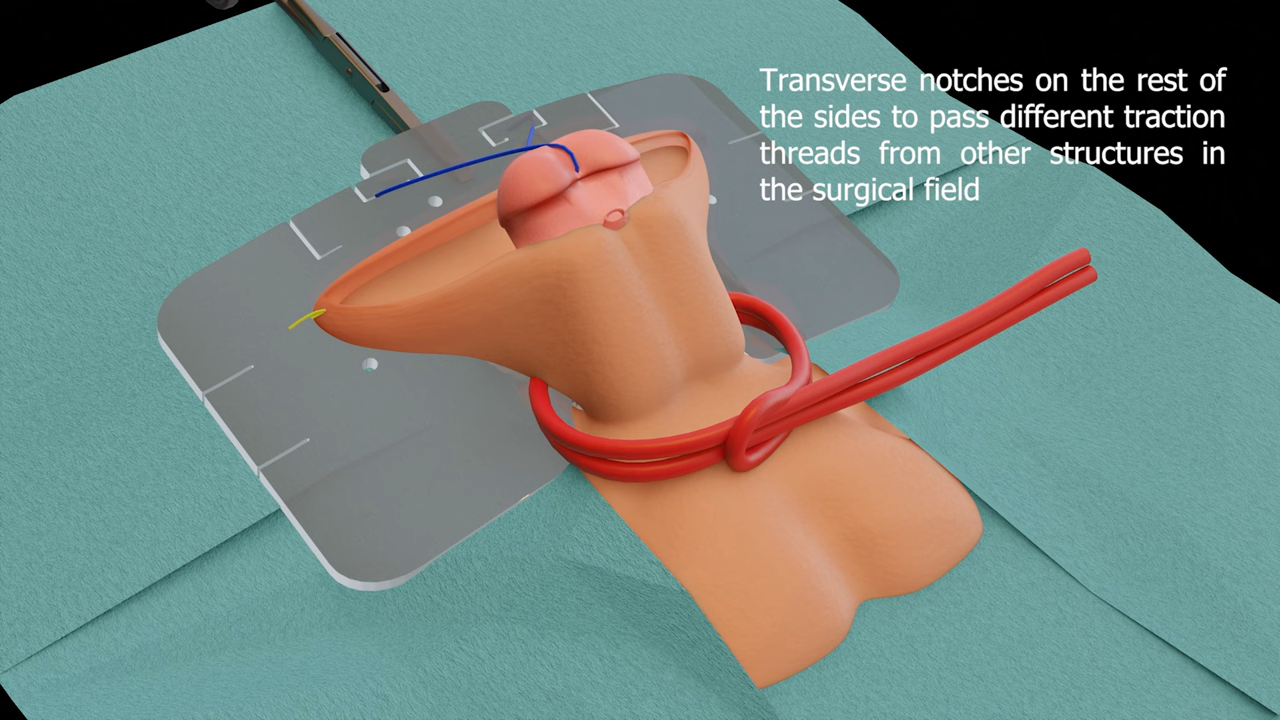 Transverse notches on the rest of
the sides to pass different traction
threads from other structures in
the surgical field